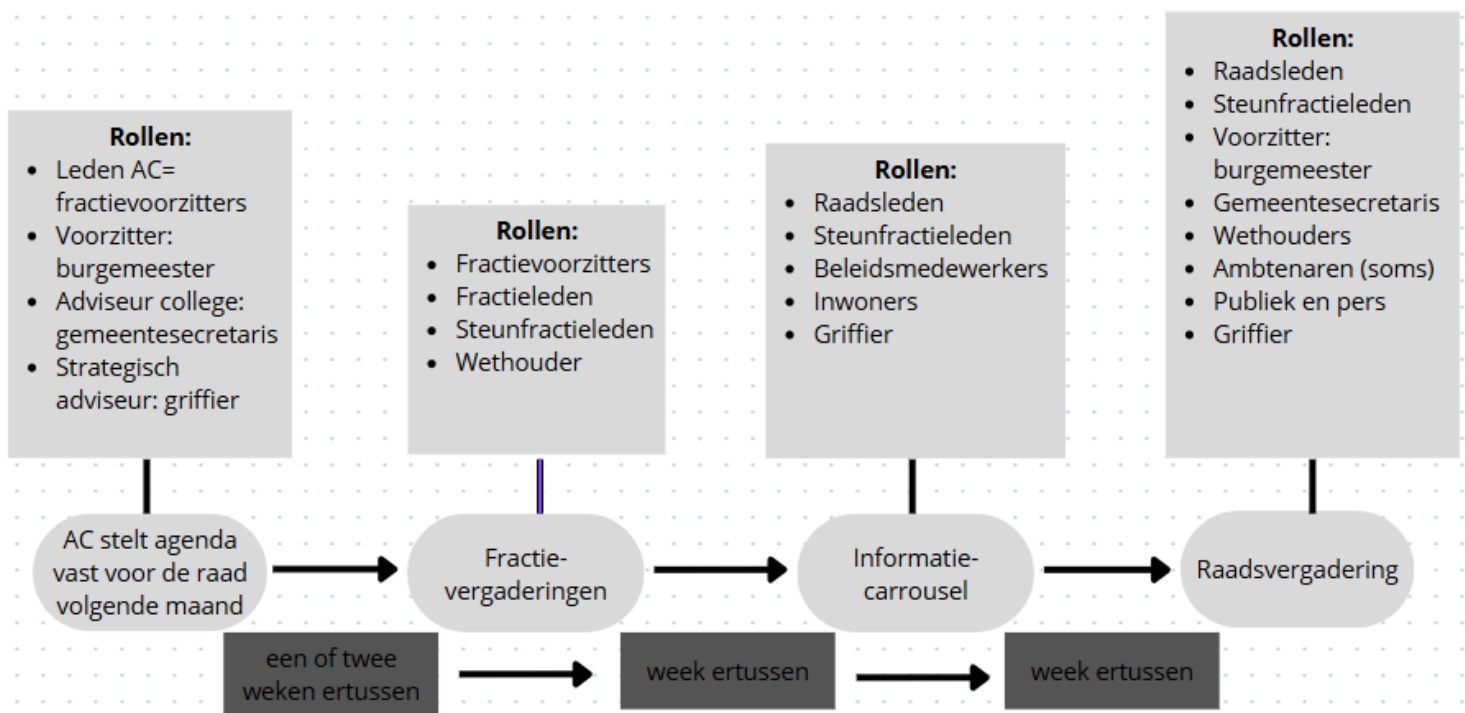 Rollen:
Leden AC=
fractievoorzitters
Voorzitter:
burgemeester
Adviseur college:
gemeentesecretaris
Strategisch
adviseur: griffier
Rollen:
Fractievoorzitters
Fractieleden
Steunfractieleden
Wethouder
Rollen:
Raadsleden
Steunfractieleden
Beleidsmedewerkers
Inwoners
Griffier
Rollen:
Raadsleden
Steunfractieleden
Voorzitter:
burgemeester
Gemeentesecretaris
Wethouders
Ambtenaren (soms)
Publiek en pers
Griffier
AC stelt agenda
vast voor de raad
volgende maand
Fractie-
vergaderingen
Informatie-
carrousel
Raadsvergadering
een of twee
weken ertussen
week ertussen
week ertussen